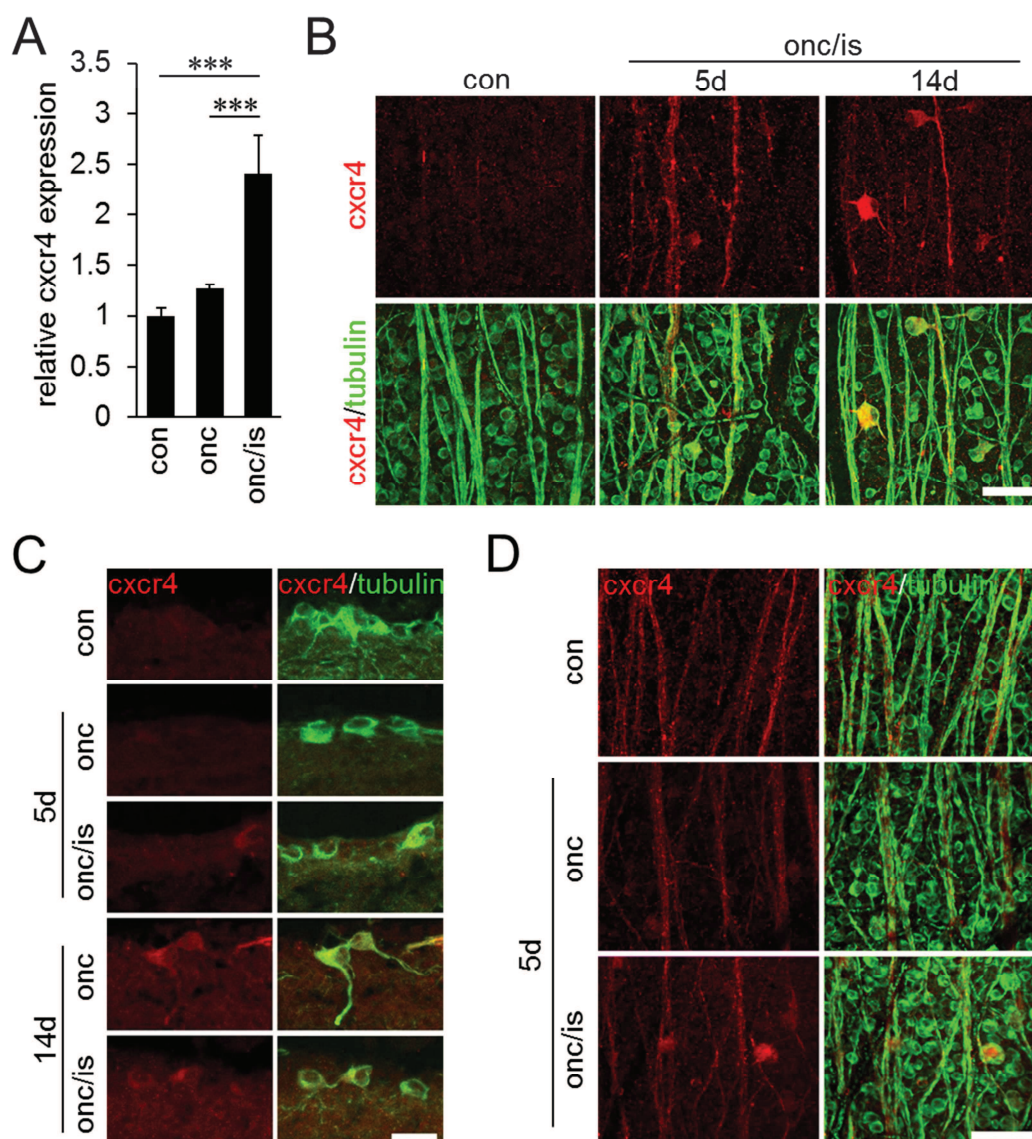 A
relative cxcr4 expression
3.5
3
2.5
2
1.5
1
0.5
0
***
***
con
onc
onc/is
B
onc/is
con
5d
14d
cxcr4
cxcr4/tubulin
C
cxcr4
cxcr4/tubulin
con
5d
onc
onc/is
14d
onc
onc/is
D
cxcr4
cxcr4/tubulin
con
5d
onc
onc/is